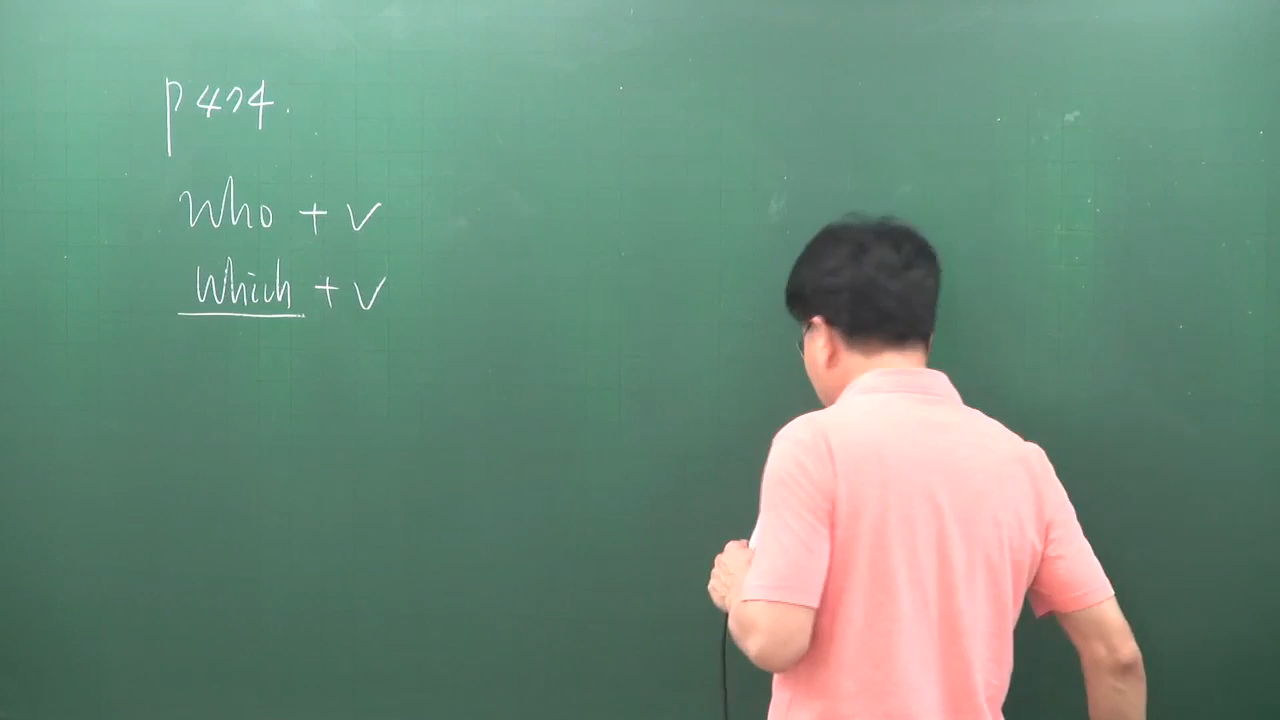 p 474.
who + v
which + v